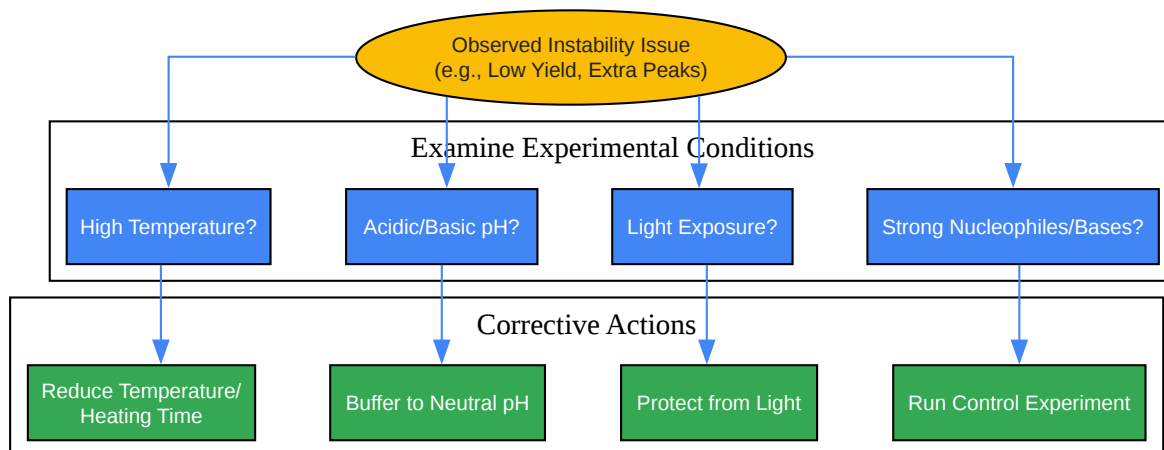 Observed Instability Issue
(e.g., Low Yield, Extra Peaks)
Examine Experimental Conditions
High Temperature?
Acidic/Basic pH?
Light Exposure?
Strong Nucleophiles/Bases?
Corrective Actions
Reduce Temperature/
Heating Time
Buffer to Neutral pH
Protect from Light
Run Control Experiment